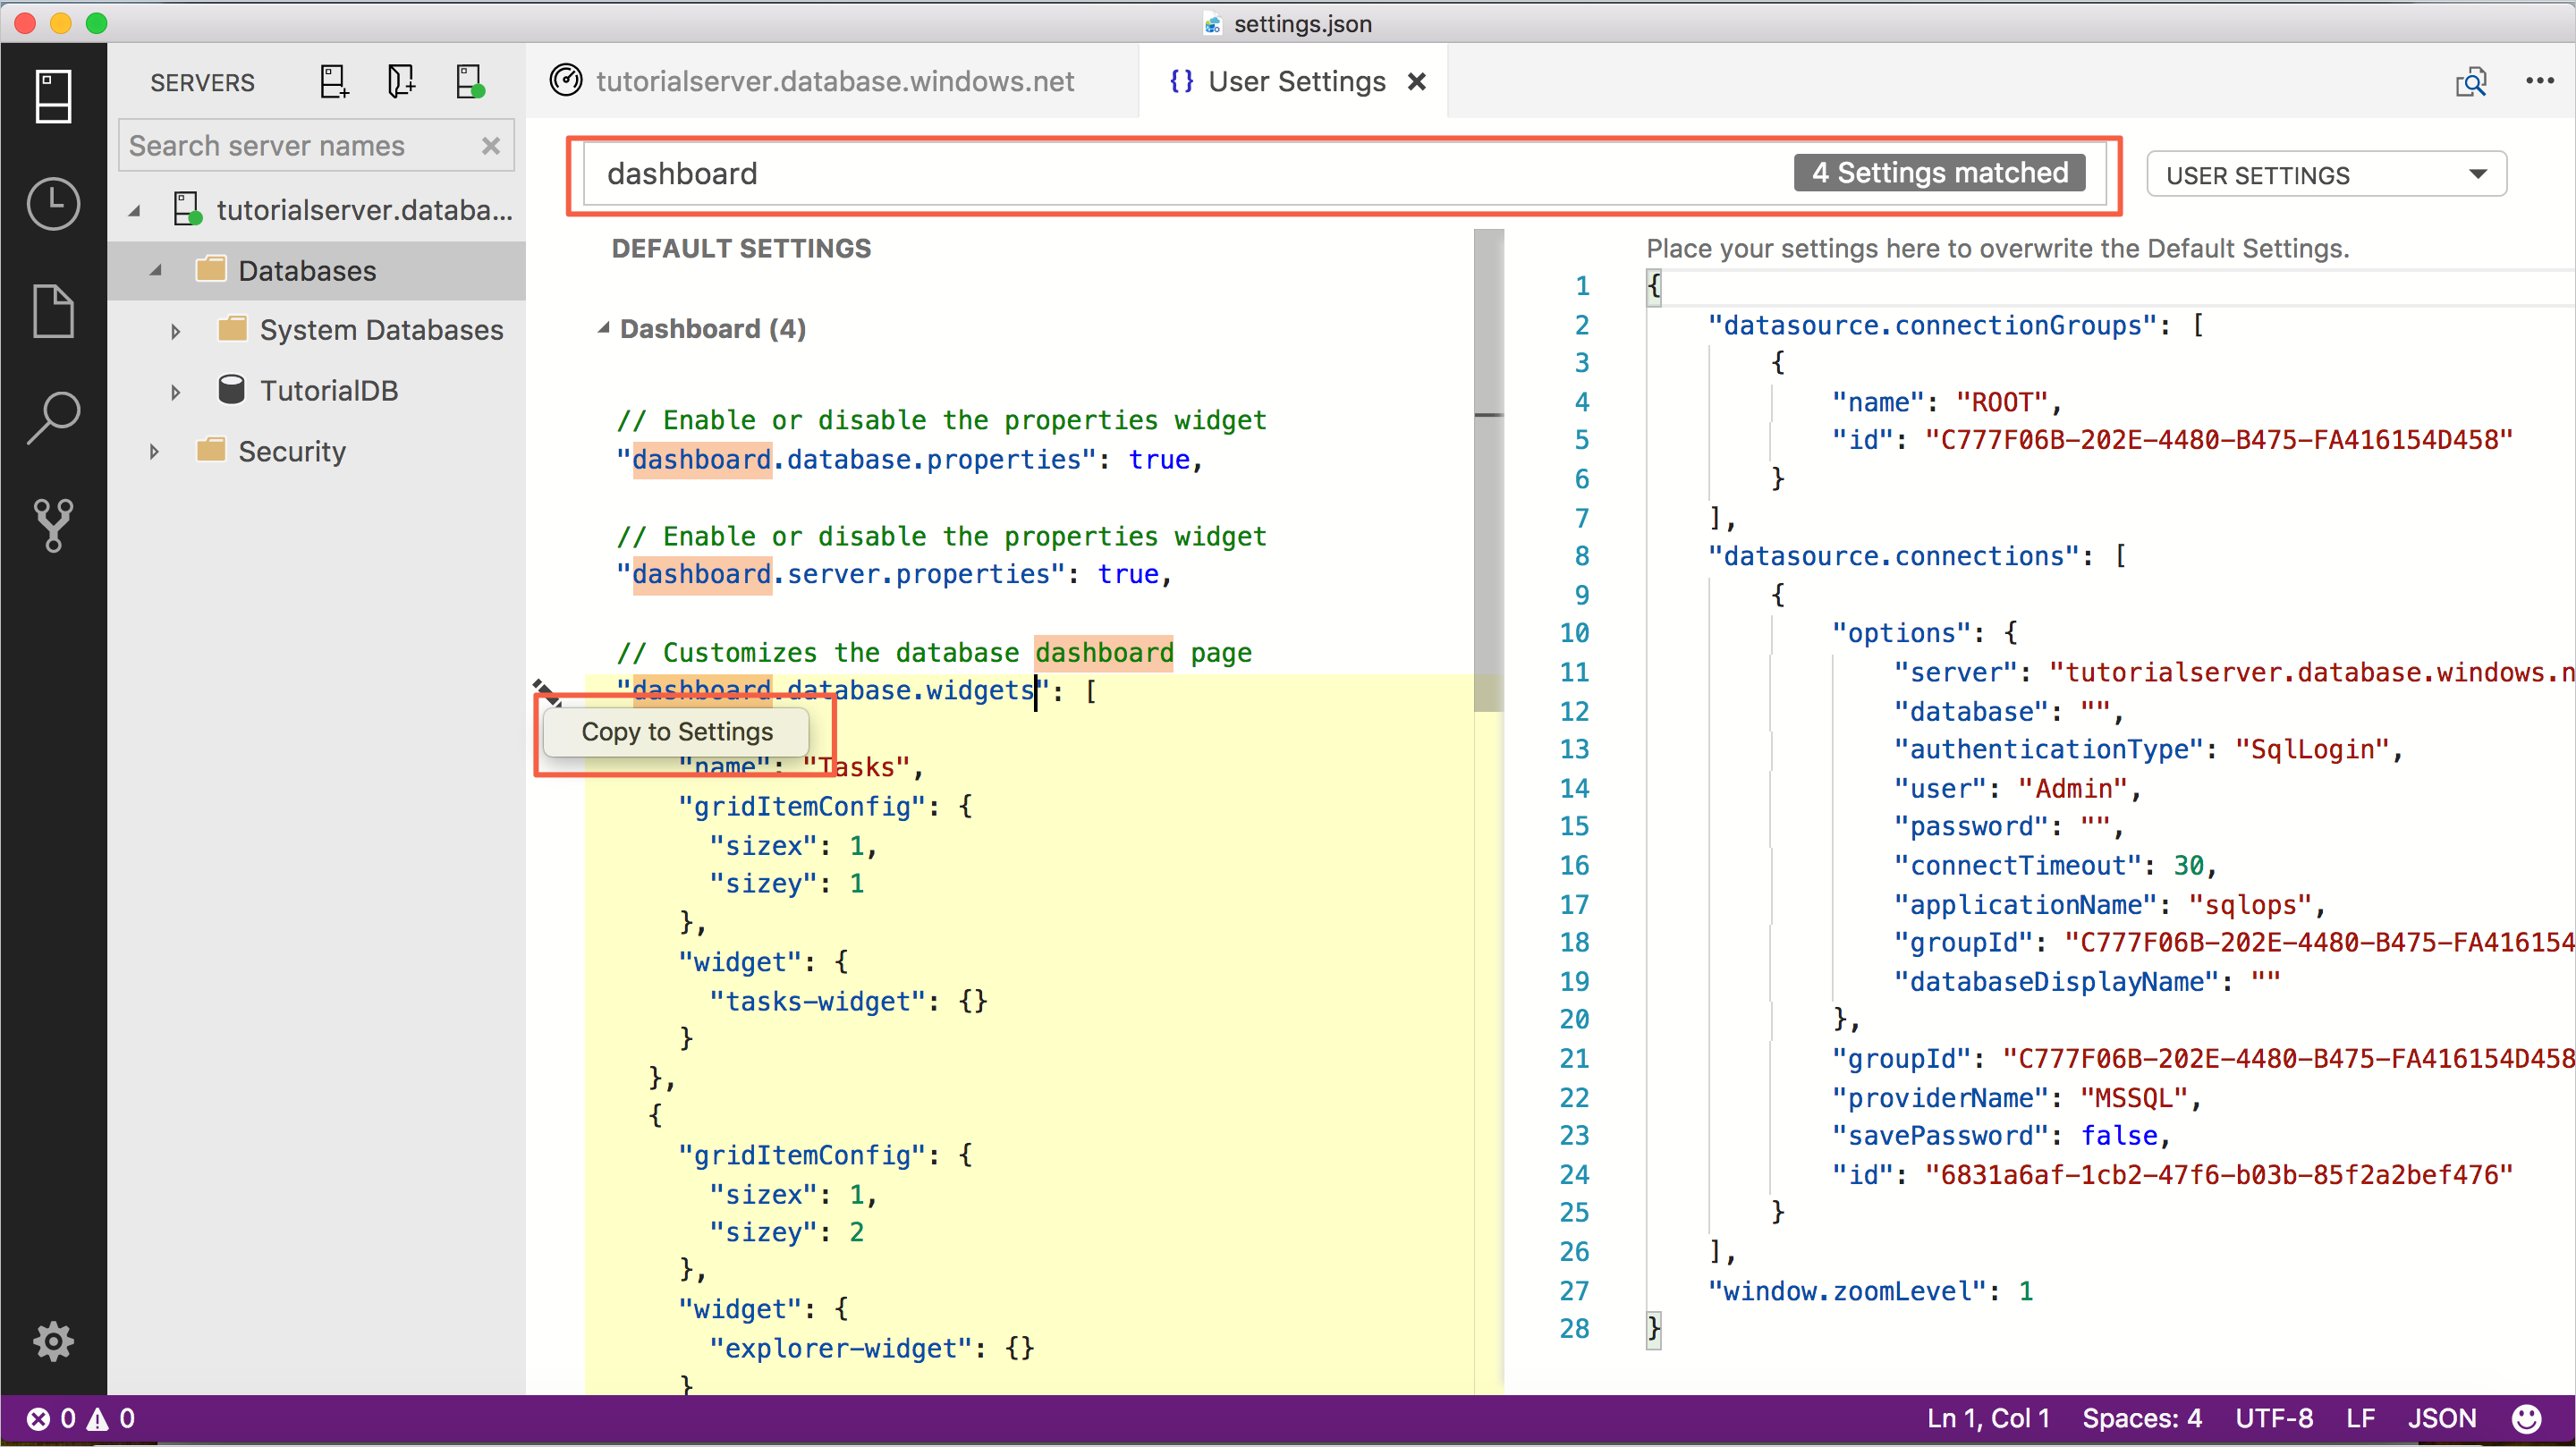 settings.json
SERVERS
Search server names
tutorialserver.databa...
Databases
System Databases
TutorialDB
Security
tutorialserver.database.windows.net
{ } User Settings
dashboard
4 Settings matched
USER SETTINGS
DEFAULT SETTINGS
Dashboard (4)
// Enable or disable the properties widget
"dashboard.database.properties": true,
// Enable or disable the properties widget
"dashboard.server.properties": true,
// Customizes the database dashboard page
"dashboard.database.widgets": [
Copy to Settings
"name": "Tasks",
"gridItemConfig": {
"sizex": 1,
"sizey": 1
},
"widget": {
"tasks-widget": {}
}
},
{
"gridItemConfig": {
"sizex": 1,
"sizey": 2
},
"widget": {
"explorer-widget": {}
}
Place your settings here to overwrite the Default Settings.
1 {
2 "datasource.connectionGroups": [
3 {
4 "name": "ROOT",
5 "id": "C777F06B-202E-4480-B475-FA416154D458"
6 }
7 ],
8 "datasource.connections": [
9 {
10 "options": {
11 "server": "tutorialserver.database.windows.n
12 "database": "",
13 "authenticationType": "SqlLogin",
14 "user": "Admin",
15 "password": "",
16 "connectTimeout": 30,
17 "applicationName": "sqlops",
18 "groupId": "C777F06B-202E-4480-B475-FA416154
19 "databaseDisplayName": ""
20 },
21 "groupId": "C777F06B-202E-4480-B475-FA416154D458
22 "providerName": "MSSQL",
23 "savePassword": false,
24 "id": "6831a6af-1cb2-47f6-b03b-85f2a2bef476"
25 }
26 ],
27 "window.zoomLevel": 1
28 }
0 0
Ln 1, Col 1 Spaces: 4 UTF-8 LF JSON